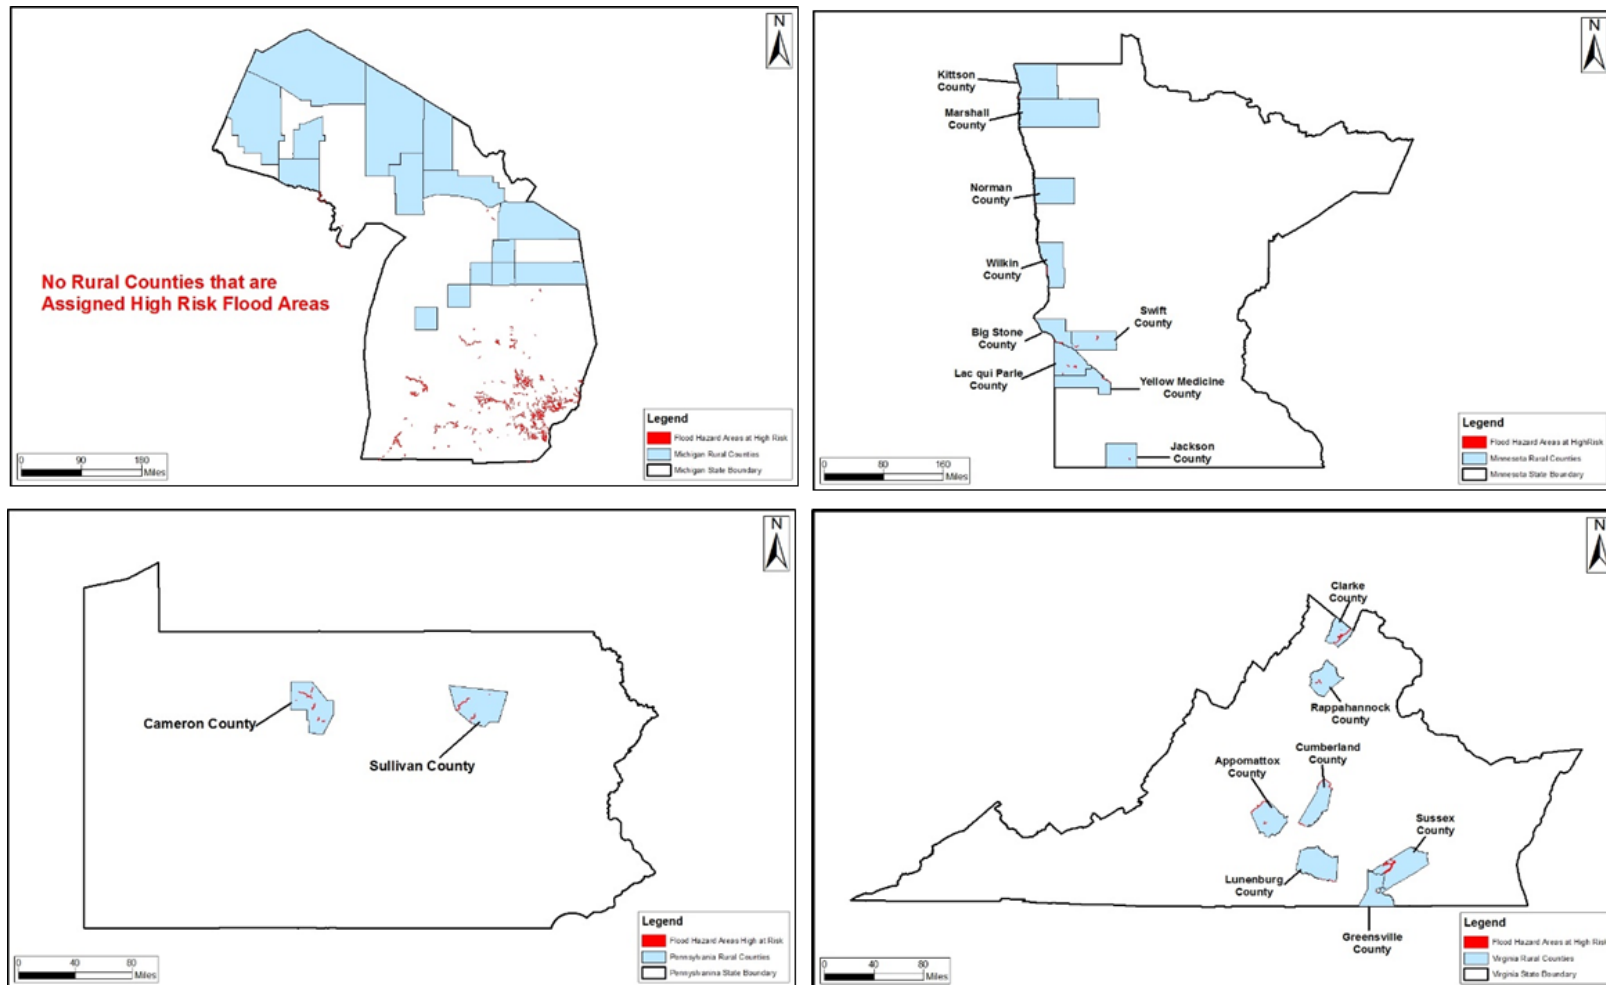 N
No Rural Counties that are
Assigned High Risk Flood Areas
Legend
Flood Hazard Areas at High Risk
Michigan Rural Counties
Michigan State Boundary
0 90 180
Miles
N
Kittson
County
Marshall
County
Norman
County
Wilkin
County
Big Stone
County
Swift
County
Lac qui Parle
County
Yellow Medicine
County
Jackson
County
Legend
Flood Hazard Areas at HighRisk
Minnesota Rural Counties
Minnesota State Boundary
0 80 160
Miles
N
Cameron County
Sullivan County
Legend
Flood Hazard Areas High at Risk
Pennsylvania Rural Counties
Pennsylvanina State Boundary
0 40 80
Miles
N
Clarke
County
Rappahannock
County
Cumberland
County
Appomattox
County
Sussex
County
Lunenburg
County
Greensville
County
Legend
Flood Hazard Areas at High Risk
Virginia Rural Counties
Virginia State Boundary
0 40 80
Miles